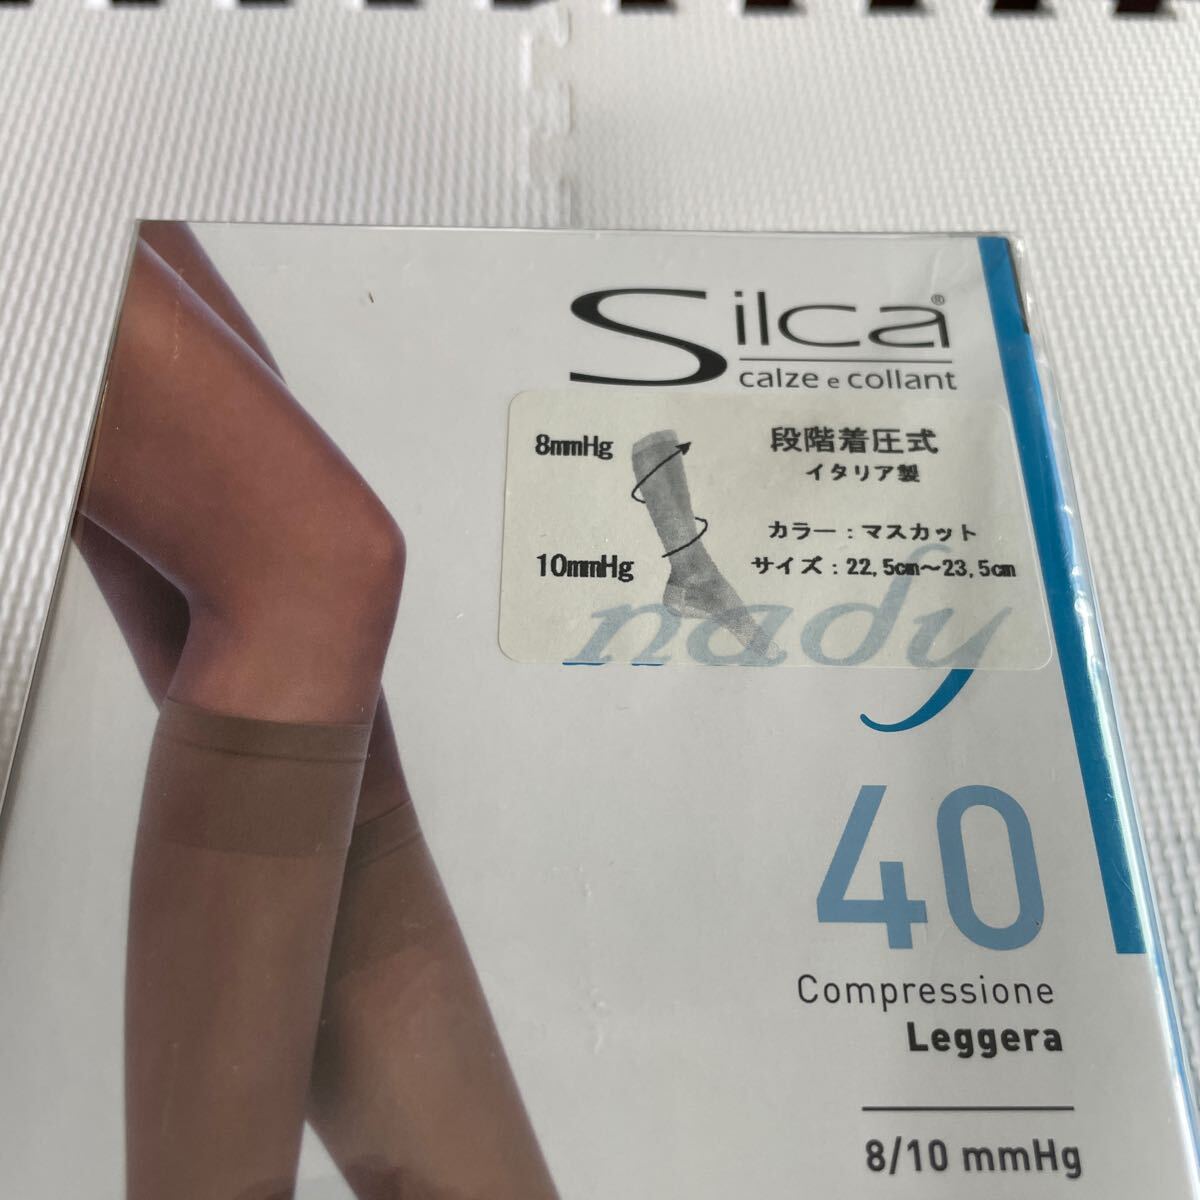 Silca®
calze e collant
8mmHg
段階着圧式
イタリア製
カラー：マスカット
10mmHg
サイズ：22,5cm～23,5cm
nady
40
Compressione
Leggera
8/10 mmHg